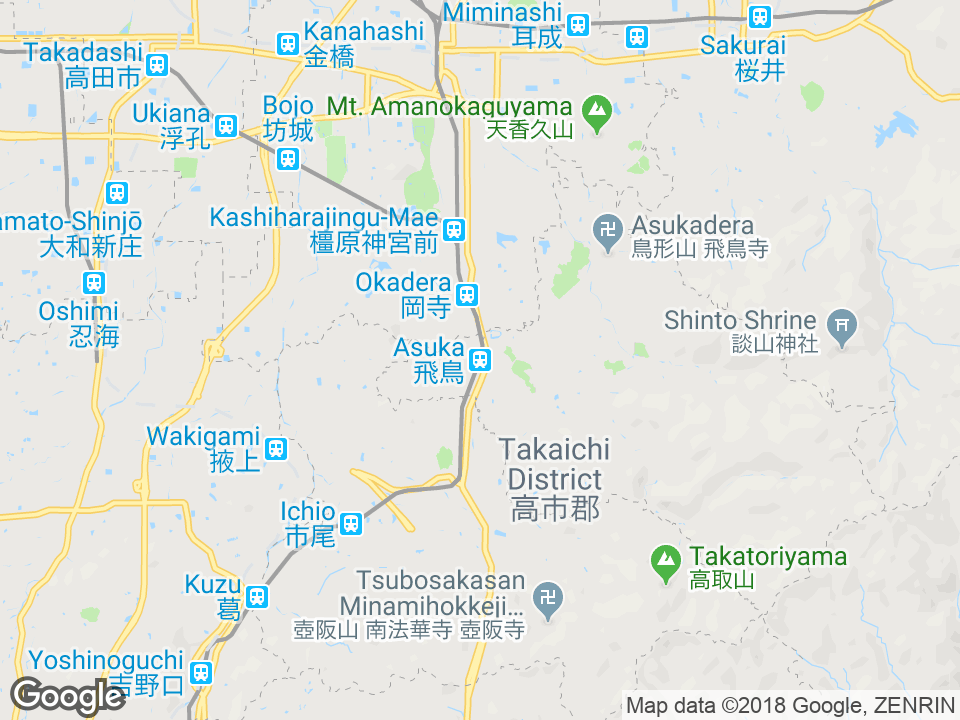 Miminashi
耳成
Kanahashi
金橋
Sakurai
桜井
Takadashi
高田市
Ukiana
浮孔
Bojo
坊城
Mt. Amanokaguyama
天香久山
amato-Shinjō
大和新庄
Kashiharajingu-Mae
橿原神宮前
Asukadera
鳥形山 飛鳥寺
Okadera
岡寺
Oshimi
忍海
Shinto Shrine
談山神社
Asuka
飛鳥
Wakigami
掖上
Takaichi
District
高市郡
Ichio
市尾
Takatoriyama
高取山
Kuzu
葛
Tsubosakasan
Minamihokkeji...
壺阪山 南法華寺 壺阪寺
Yoshinoguchi
吉野口
Google
Map data ©2018 Google, ZENRIN